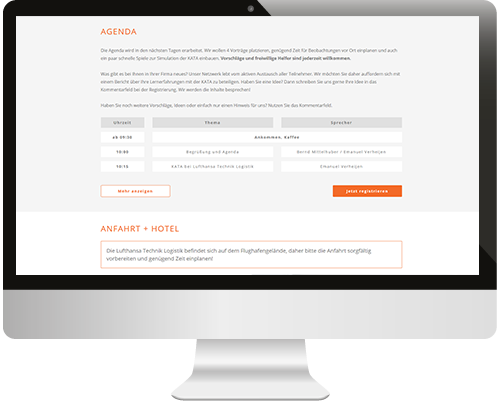 AGENDA
Die Agenda wird in den nächsten Tagen erarbeitet. Wir wollen 4 Vorträge platzieren, genügend Zeit für Beobachtungen vor Ort einplanen und auch
ein paar schnelle Spiele zur Simulation der KATA einbauen. Vorschläge und freiwillige Helfer sind jederzeit willkommen.
Was gibt es bei Ihnen in Ihrer Firma neues? Unser Netzwerk lebt vom aktiven Austausch aller Teilnehmer. Wir möchten Sie daher auffordern sich mit
einem Bericht über Ihre Lernerfahrungen mit der KATA zu beteiligen. Haben Sie eine Idee? Dann schreiben Sie uns gerne Ihre Idee in das
Kommentarfeld bei der Registrierung. Wir werden die Inhalte besprechen!
Haben Sie noch weitere Vorschläge, Ideen oder einfach nur einen Hinweis für uns? Nutzen Sie das Kommentarfeld.
Uhrzeit Thema Sprecher
ab 09:30 Ankommen, Kaffee
10:00 Begrüßung und Agenda Bernd Mittelhuber / Emanuel Verheijen
10:15 KATA bei Lufthansa Technik Logistik Emanuel Verheijen
Mehr anzeigen Jetzt registrieren
ANFAHRT + HOTEL
Die Lufthansa Technik Logistik befindet sich auf dem Flughafengelände, daher bitte die Anfahrt sorgfältig
vorbereiten und genügend Zeit einplanen!